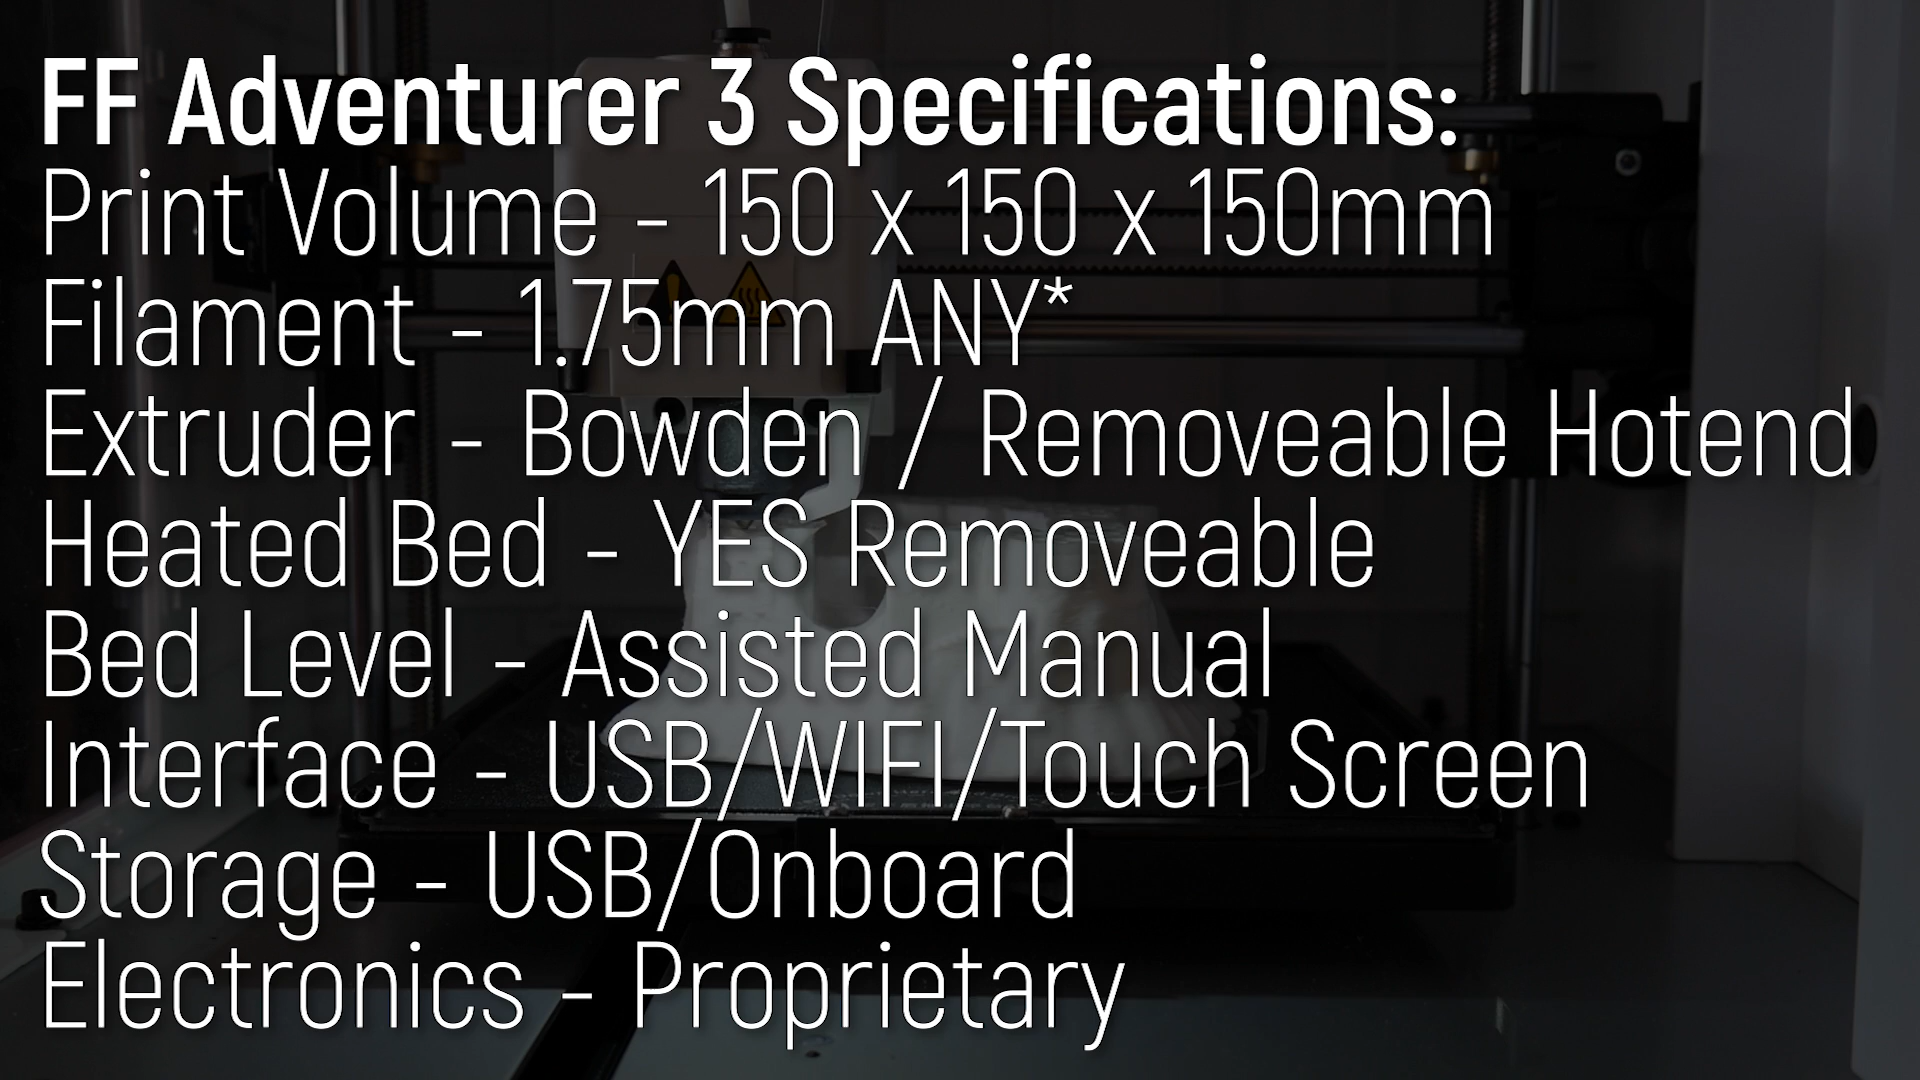 FF Adventurer 3 Specifications:
Print Volume - 150 x 150 x 150mm
Filament - 1.75mm ANY*
Extruder - Bowden / Removeable Hotend
Heated Bed - YES Removeable
Bed Level - Assisted Manual
Interface - USB/WIFI/Touch Screen
Storage - USB/Onboard
Electronics - Proprietary